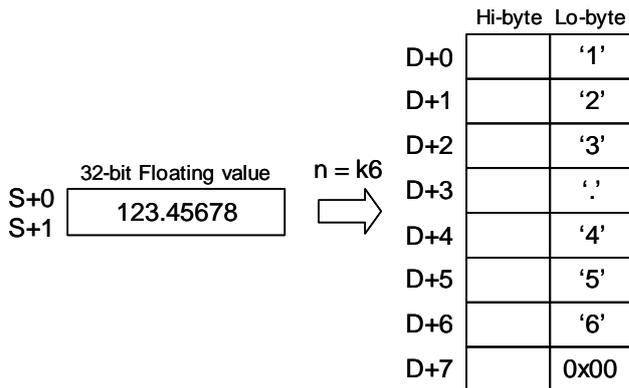 Hi-byte Lo-byte
D+0 ‘1’
D+1 ‘2’
D+2 ‘3’
32-bit Floating value
n = k6
S+0
123.45678
S+1
D+3 ‘.’
D+4 ‘4’
D+5 ‘5’
D+6 ‘6’
D+7 0x00